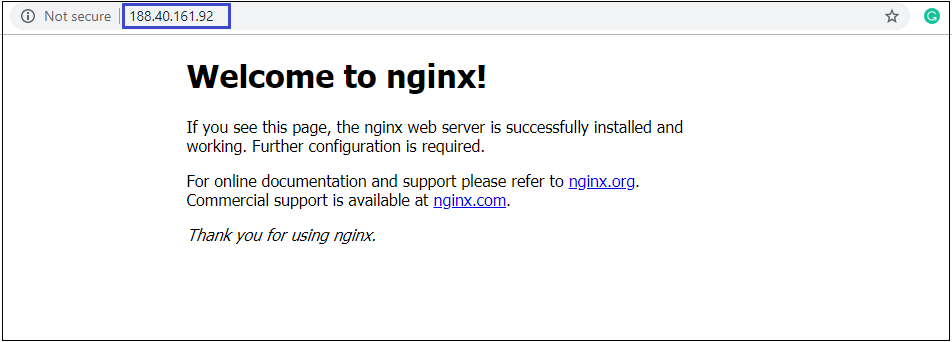 Not secure 188.40.161.92
Welcome to nginx!
If you see this page, the nginx web server is successfully installed and
working. Further configuration is required.
For online documentation and support please refer to nginx.org.
Commercial support is available at nginx.com.
Thank you for using nginx.